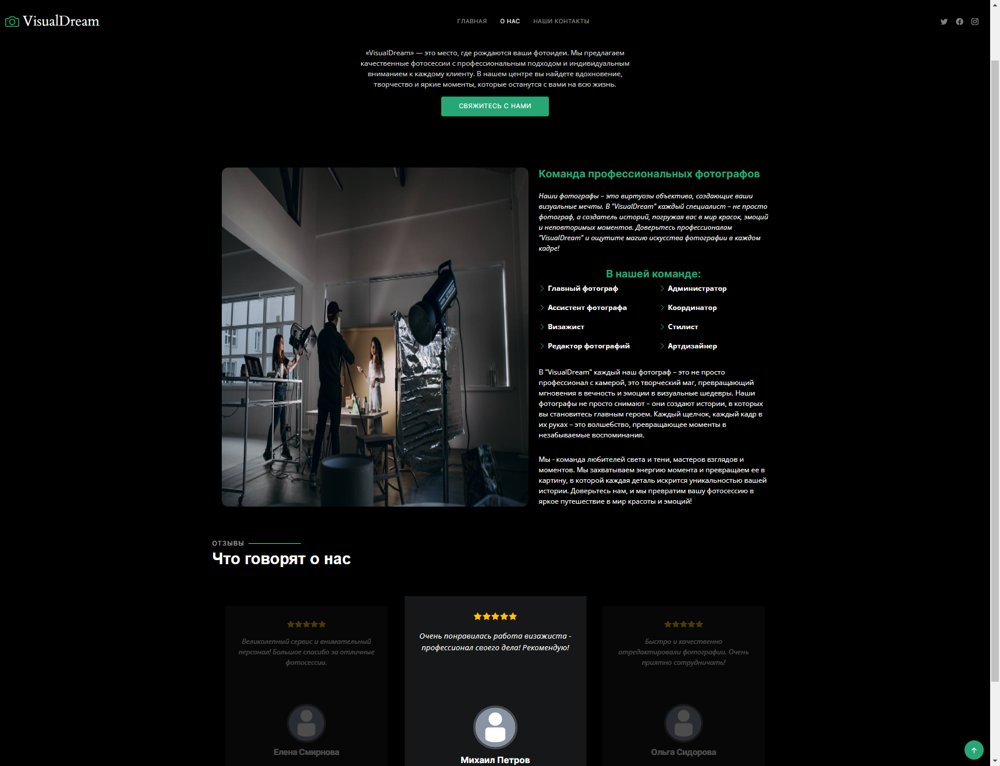 VisualDream
ГЛАВНАЯ
О НАС
НАШИ КОНТАКТЫ
«VisualDream» — это место, где рождаются ваши фотоидеи. Мы предлагаем
качественные фотосессии с профессиональным подходом и индивидуальным
вниманием к каждому клиенту. В нашем центре вы найдете вдохновение,
творчество и яркие моменты, которые останутся с вами на всю жизнь.
СВЯЖИТЕСЬ С НАМИ
Команда профессиональных фотографов
Наши фотографы – это виртуозы объектива, создающие ваши
визуальные мечты. В "VisualDream" каждый специалист – не просто
фотограф, а создатель историй, погружая вас в мир красок, эмоций
и неповторимых моментов. Доверьтесь профессионалам
"VisualDream" и ощутите магию искусства фотографии в каждом
кадре!
В нашей команде:
Главный фотограф
Ассистент фотографа
Визажист
Редактор фотографий
Администратор
Координатор
Стилист
Артдизайнер
В "VisualDream" каждый наш фотограф – это не просто
профессионал с камерой, это творческий маг, превращающий
мгновения в вечность и эмоции в визуальные шедевры. Наши
фотографы не просто снимают – они создают истории, в которых
вы становитесь главным героем. Каждый щелчок, каждый кадр в
их руках – это волшебство, превращающее моменты в
незабываемые воспоминания.
Мы - команда любителей света и тени, мастеров взглядов и
моментов. Мы захватываем энергию момента и превращаем ее в
картину, в которой каждая деталь искрится уникальностью вашей
истории. Доверьтесь нам, и мы превратим вашу фотосессию в
яркое путешествие в мир красоты и эмоций!
ОТЗЫВЫ
Что говорят о нас
Великолепный сервис и внимательный
персонал! Большое спасибо за отличные
фотосессии.
Елена Смирнова
Очень понравилась работа визажиста -
профессионал своего дела! Рекомендую!
Михаил Петров
Быстро и качественно
отредактировали фотографии. Очень
приятно сотрудничать!
Ольга Сидорова